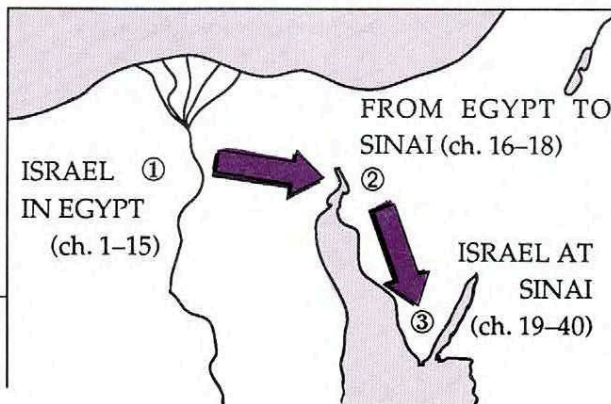 FROM EGYPT TO
SINAI (ch. 16–18)
②
ISRAEL ①
IN EGYPT
(ch. 1–15)
ISRAEL AT
SINAI
(ch. 19–40)
③